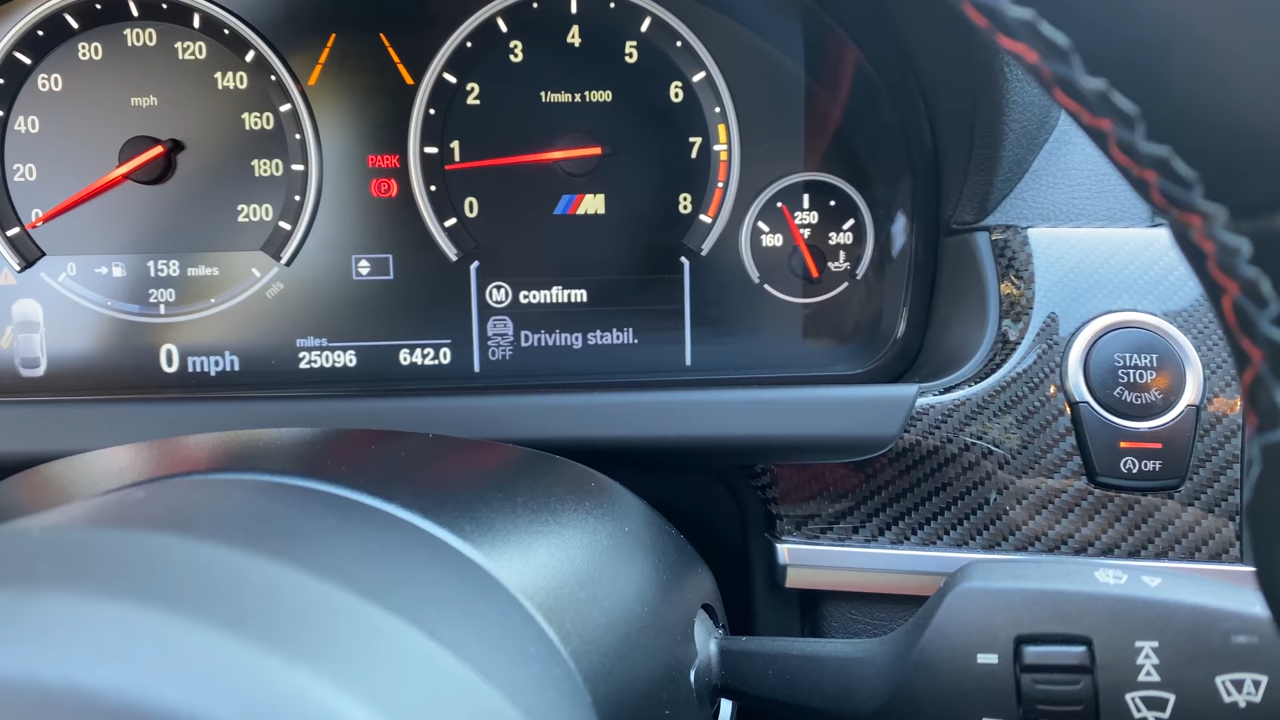 0
20
40
60
80
100
120
140
160
180
200
mph
0
158 miles
200
mls
0 mph
PARK
P
miles
25096 642.0
0
1
2
3
4
5
6
7
8
1/min x 1000
M
M confirm
OFF Driving stabil.
160
250
340
°F
START
STOP
ENGINE
A OFF
A